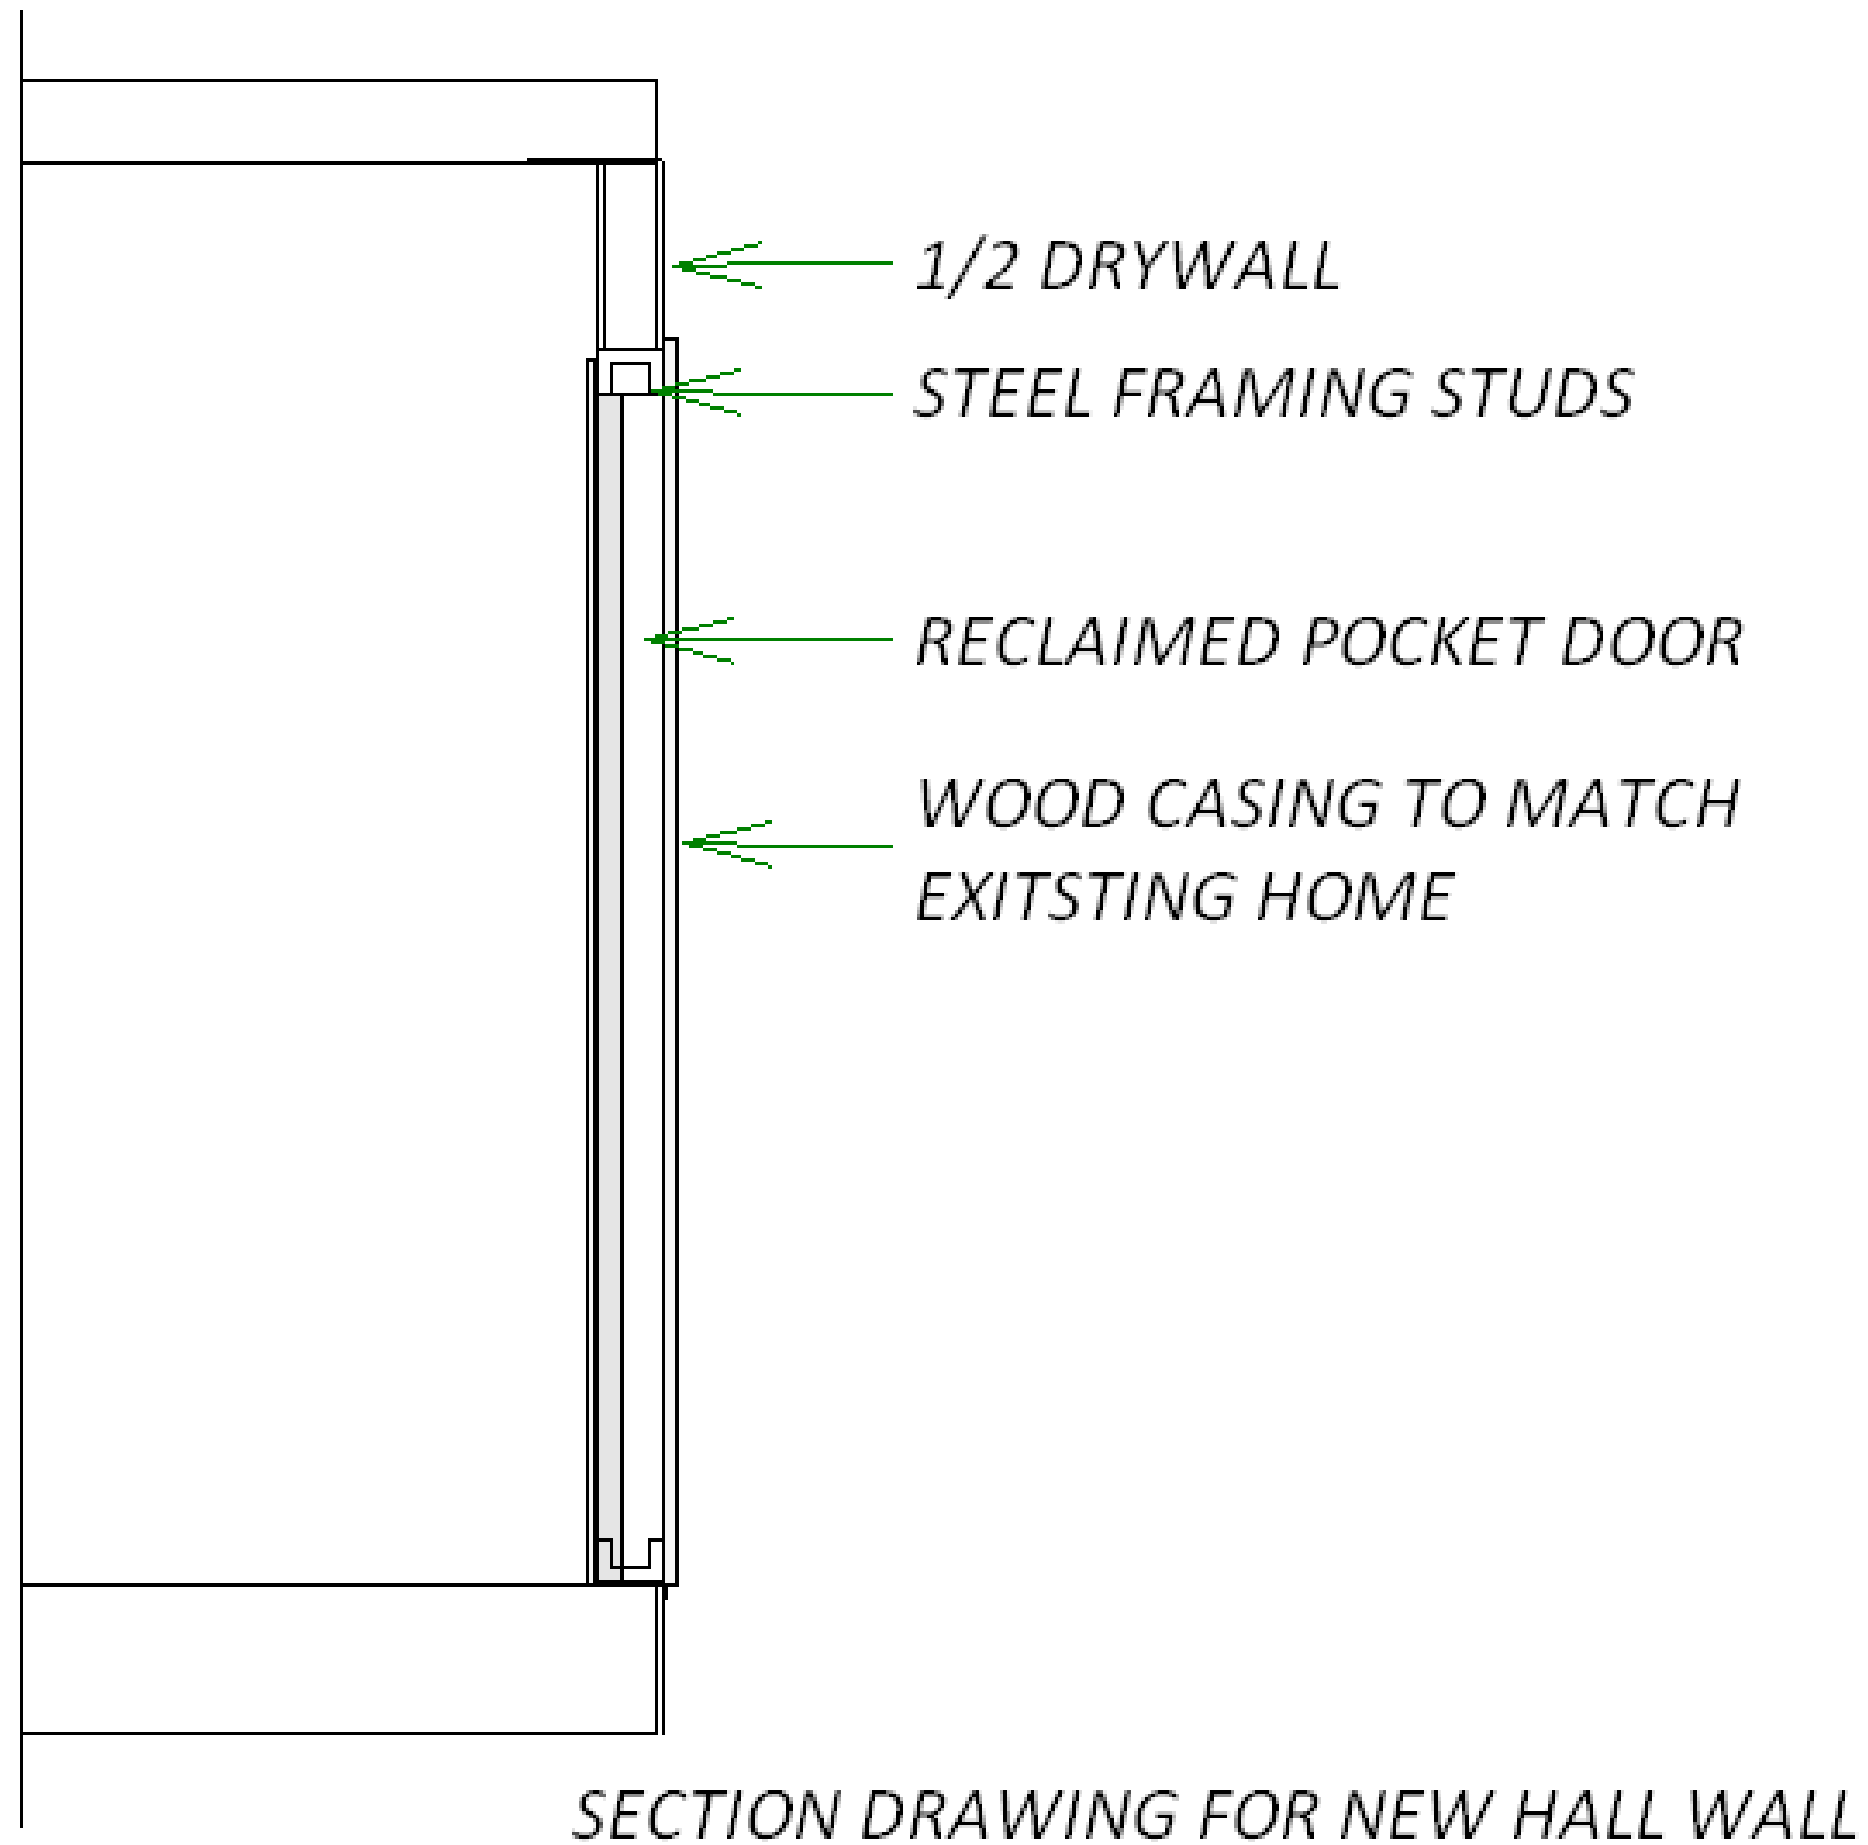 1/2 DRYWALL
STEEL FRAMING STUDS
RECLAIMED POCKET DOOR
WOOD CASING TO MATCH
EXITSTING HOME
SECTION DRAWING FOR NEW HALL WALL